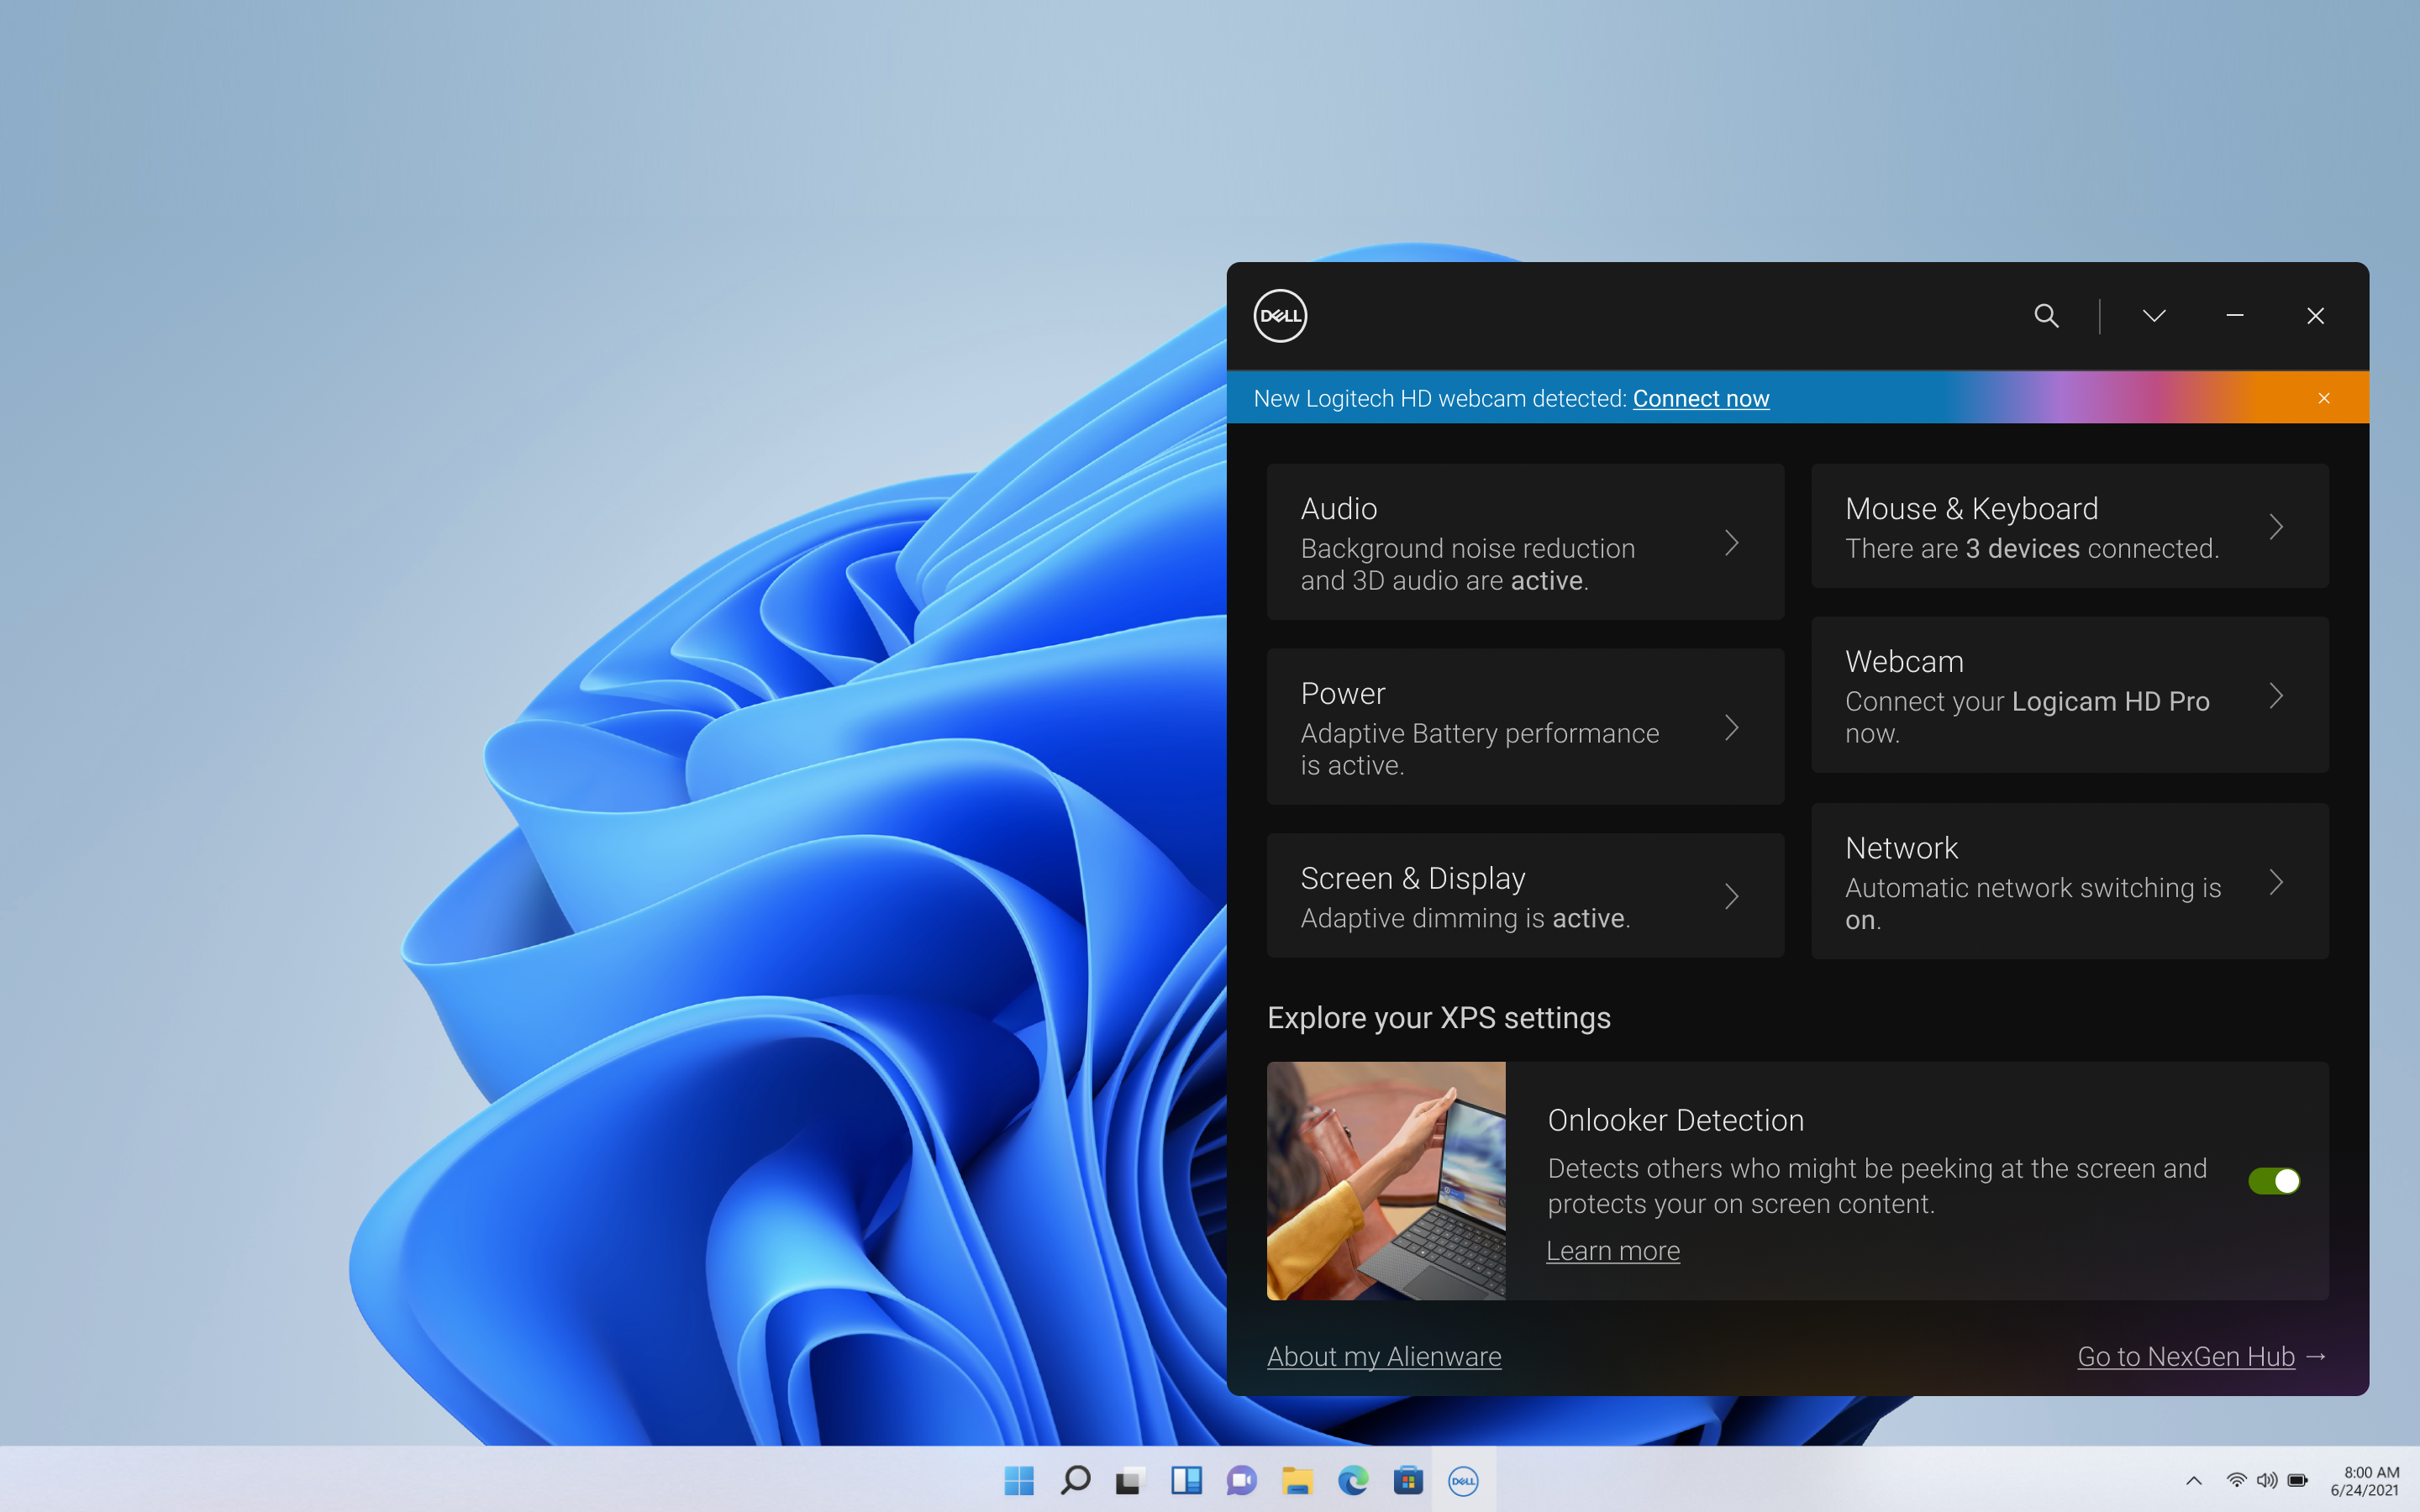 DELL
New Logitech HD webcam detected: Connect now
Audio
Background noise reduction
and 3D audio are active.
Mouse & Keyboard
There are 3 devices connected.
Power
Adaptive Battery performance
is active.
Webcam
Connect your Logicam HD Pro
now.
Screen & Display
Adaptive dimming is active.
Network
Automatic network switching is
on.
Explore your XPS settings
Onlooker Detection
Detects others who might be peeking at the screen and
protects your on screen content.
Learn more
About my Alienware
Go to NexGen Hub →
DELL
8:00 AM
6/24/2021